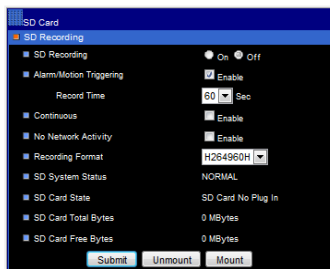 SD Card
SD Recording
SD Recording On Off
Alarm/Motion Triggering Enable
Record Time 60 Sec
Continuous Enable
No Network Activity Enable
Recording Format H264960H
SD System Status NORMAL
SD Card State SD Card No Plug In
SD Card Total Bytes 0 MBytes
SD Card Free Bytes 0 MBytes
Submit Unmount Mount